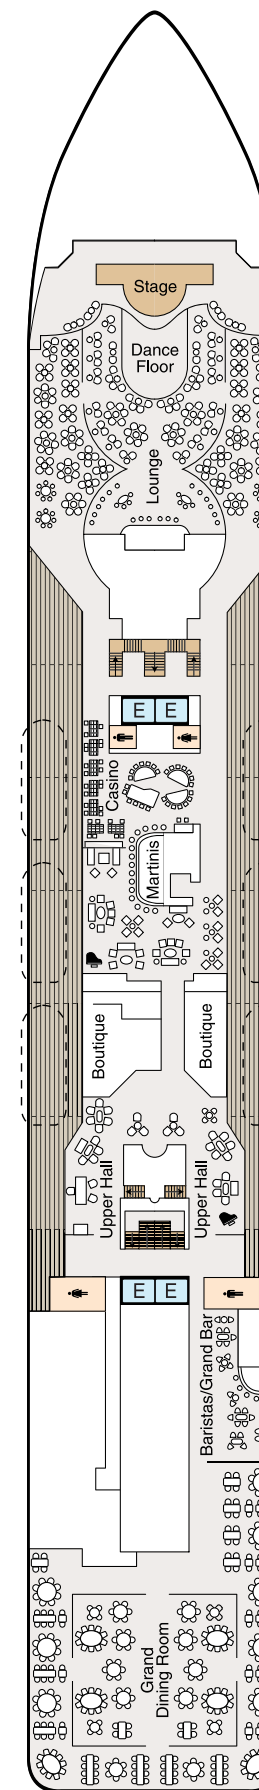 Stage
Dance
Floor
Lounge
E E
Casino
Martinis
Boutique
Boutique
Upper Hall
Upper Hall
E E
Baristas/Grand Bar
Grand
Dining Room